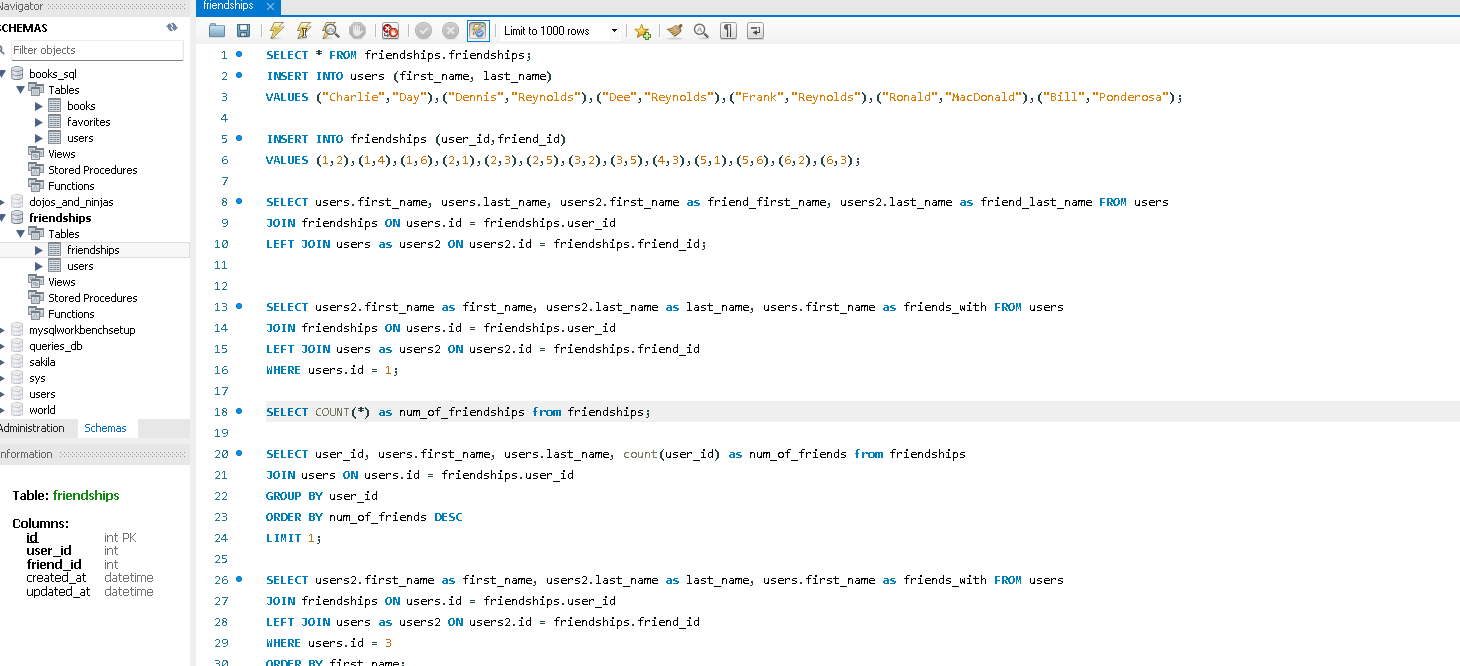 Navigator
friendships
SCHEMAS
Filter objects
books_sql
Tables
books
favorites
users
Views
Stored Procedures
Functions
dojos_and_ninjas
friendships
Tables
friendships
users
Views
Stored Procedures
Functions
mysqlworkbenchsetup
queries_db
sakila
sys
users
world
Administration Schemas
Information
Table: friendships
Columns:
id int PK
user_id int
friend_id int
created_at datetime
updated_at datetime
Limit to 1000 rows
1 SELECT * FROM friendships.friendships;
2 INSERT INTO users (first_name, last_name)
3 VALUES ("Charlie","Day"),("Dennis","Reynolds"),("Dee","Reynolds"),("Frank","Reynolds"),("Ronald","MacDonald"),("Bill","Ponderosa");
4
5 INSERT INTO friendships (user_id,friend_id)
6 VALUES (1,2),(1,4),(1,6),(2,1),(2,3),(2,5),(3,2),(3,5),(4,3),(5,1),(5,6),(6,2),(6,3);
7
8 SELECT users.first_name, users.last_name, users2.first_name as friend_first_name, users2.last_name as friend_last_name FROM users
9 JOIN friendships ON users.id = friendships.user_id
10 LEFT JOIN users as users2 ON users2.id = friendships.friend_id;
11
12
13 SELECT users2.first_name as first_name, users2.last_name as last_name, users.first_name as friends_with FROM users
14 JOIN friendships ON users.id = friendships.user_id
15 LEFT JOIN users as users2 ON users2.id = friendships.friend_id
16 WHERE users.id = 1;
17
18 SELECT COUNT(*) as num_of_friendships from friendships;
19
20 SELECT user_id, users.first_name, users.last_name, count(user_id) as num_of_friends from friendships
21 JOIN users ON users.id = friendships.user_id
22 GROUP BY user_id
23 ORDER BY num_of_friends DESC
24 LIMIT 1;
25
26 SELECT users2.first_name as first_name, users2.last_name as last_name, users.first_name as friends_with FROM users
27 JOIN friendships ON users.id = friendships.user_id
28 LEFT JOIN users as users2 ON users2.id = friendships.friend_id
29 WHERE users.id = 3
30 ORDER BY first_name;